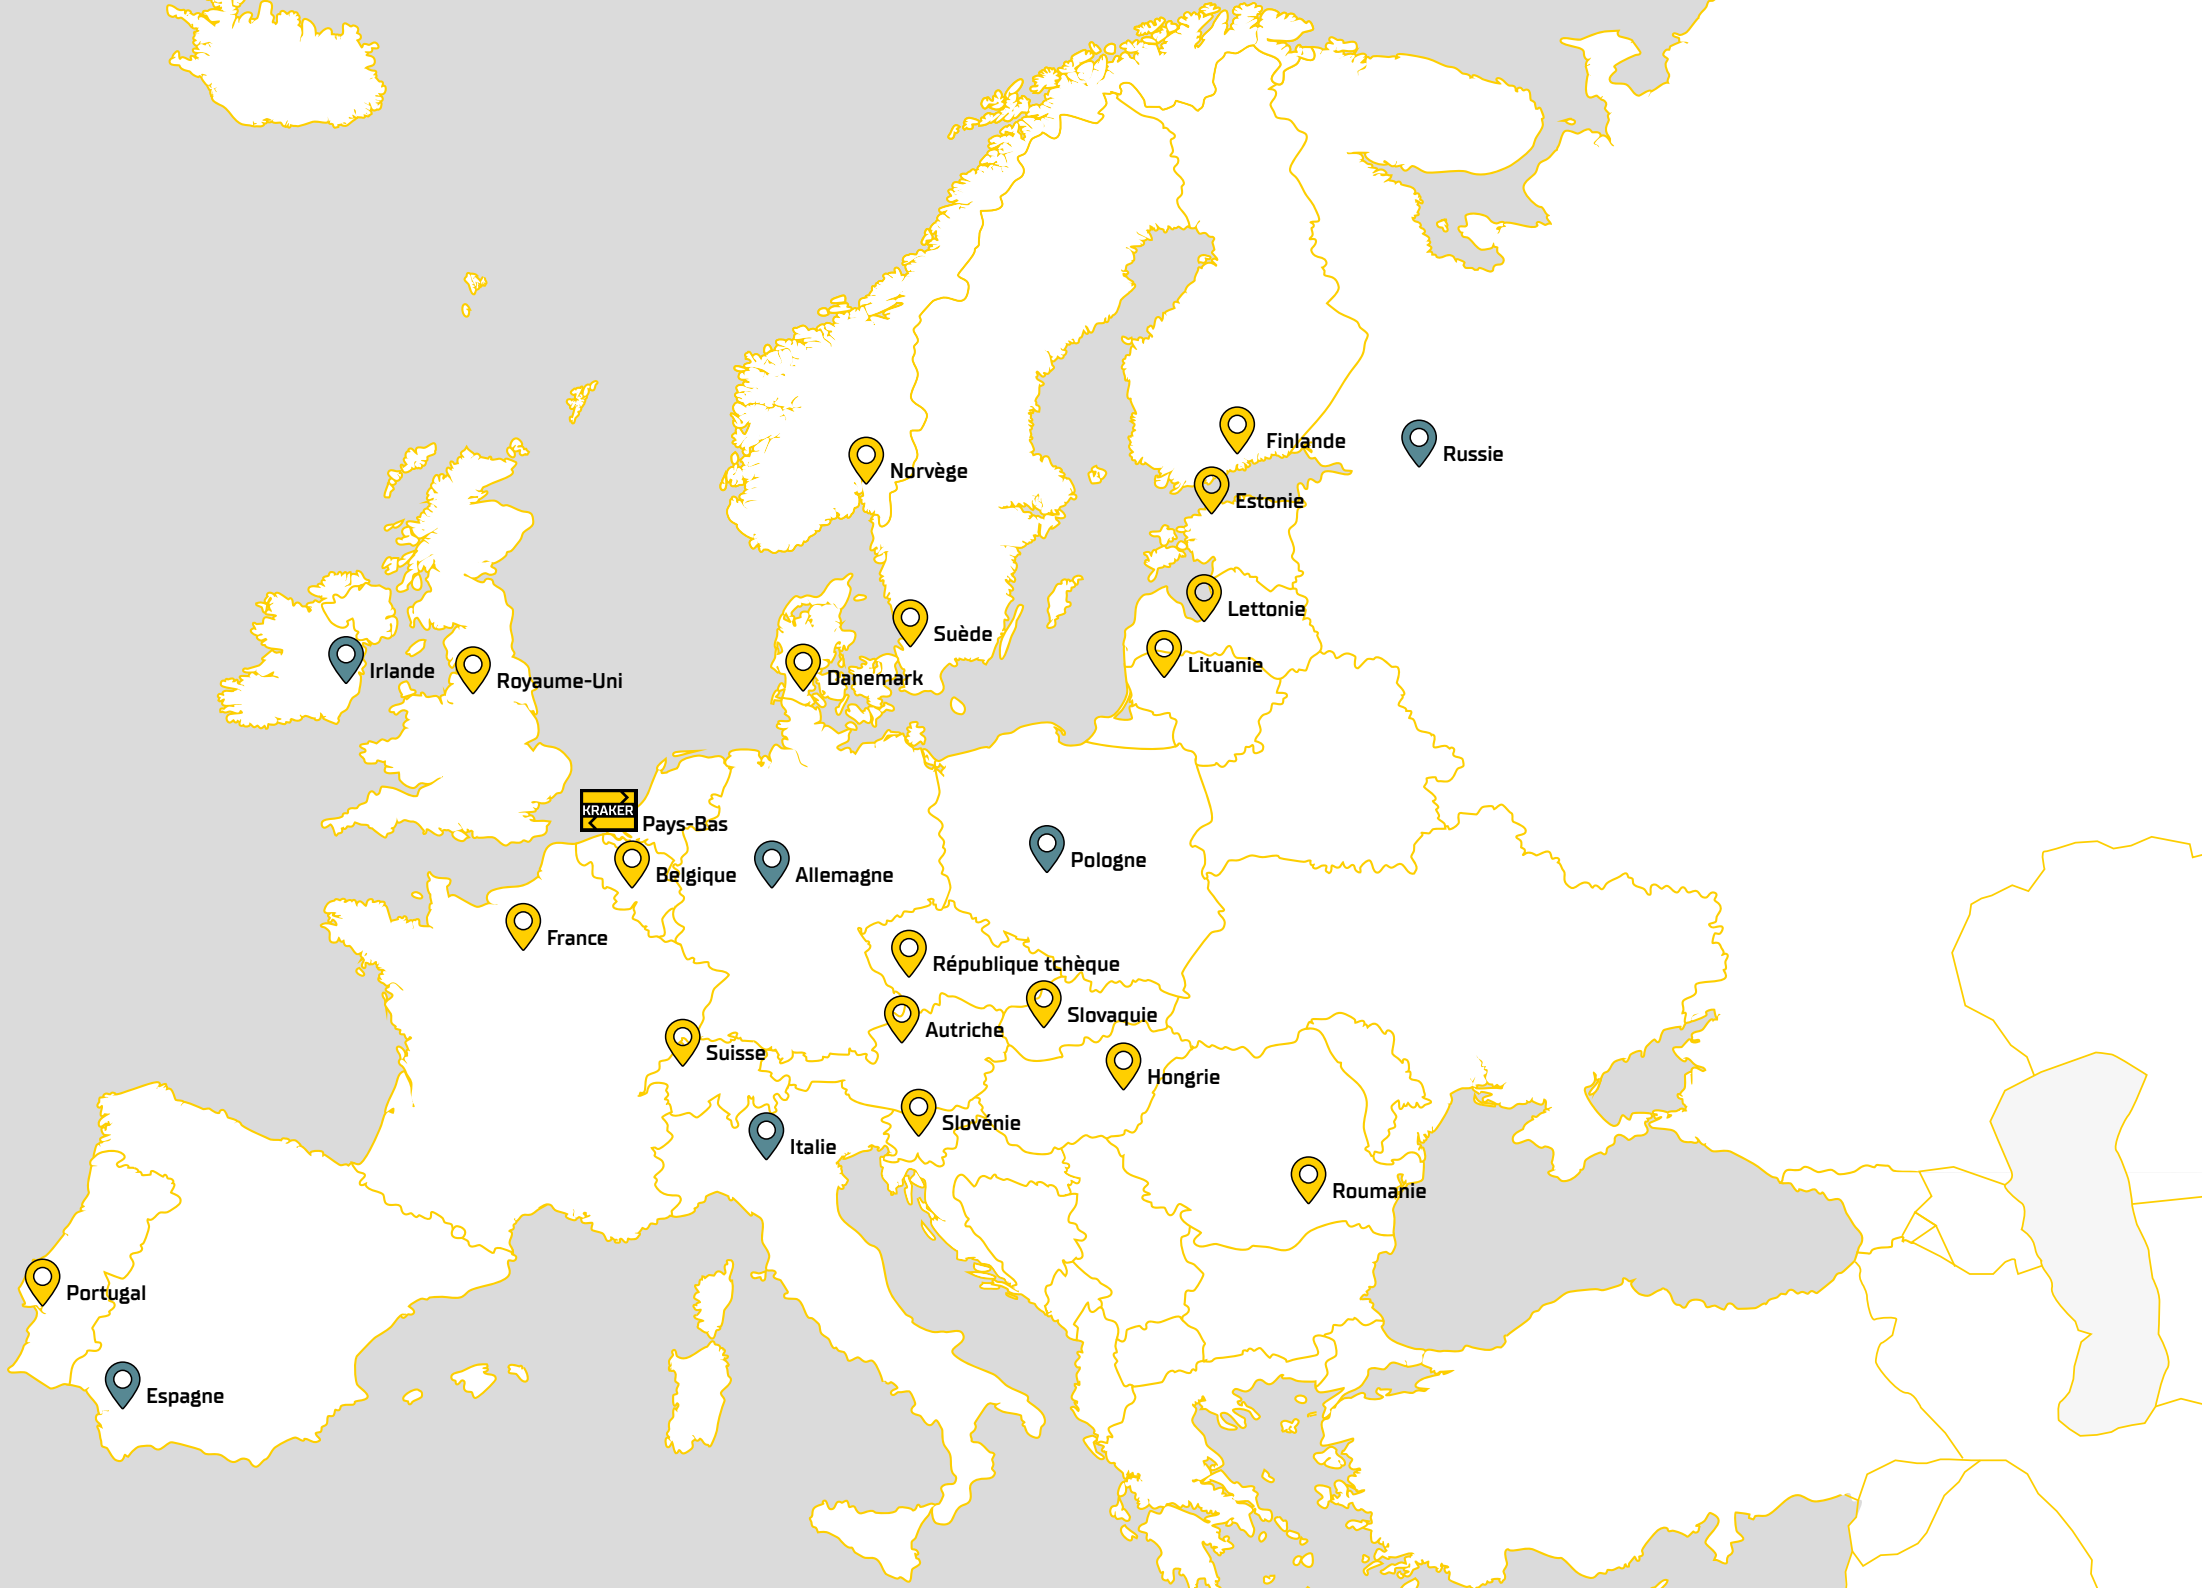 Finlande
Russie
Norvège
Estonie
Lettonie
Suède
Lituanie
Irlande
Royaume-Uni
Danemark
KRAKER
Pays-Bas
Belgique
Allemagne
Pologne
France
République tchèque
Slovaquie
Autriche
Suisse
Hongrie
Slovénie
Italie
Roumanie
Portugal
Espagne